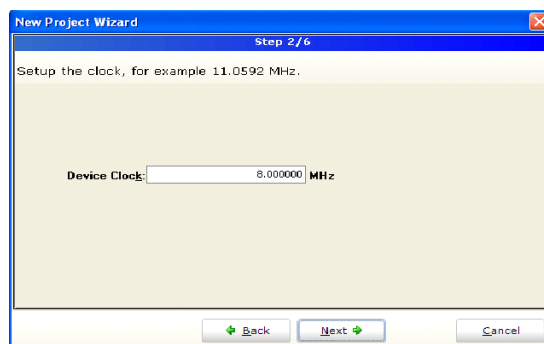 New Project Wizard
Step 2/6
Setup the clock, for example 11.0592 MHz.
Device Clock: 8.000000 MHz
Back Next Cancel